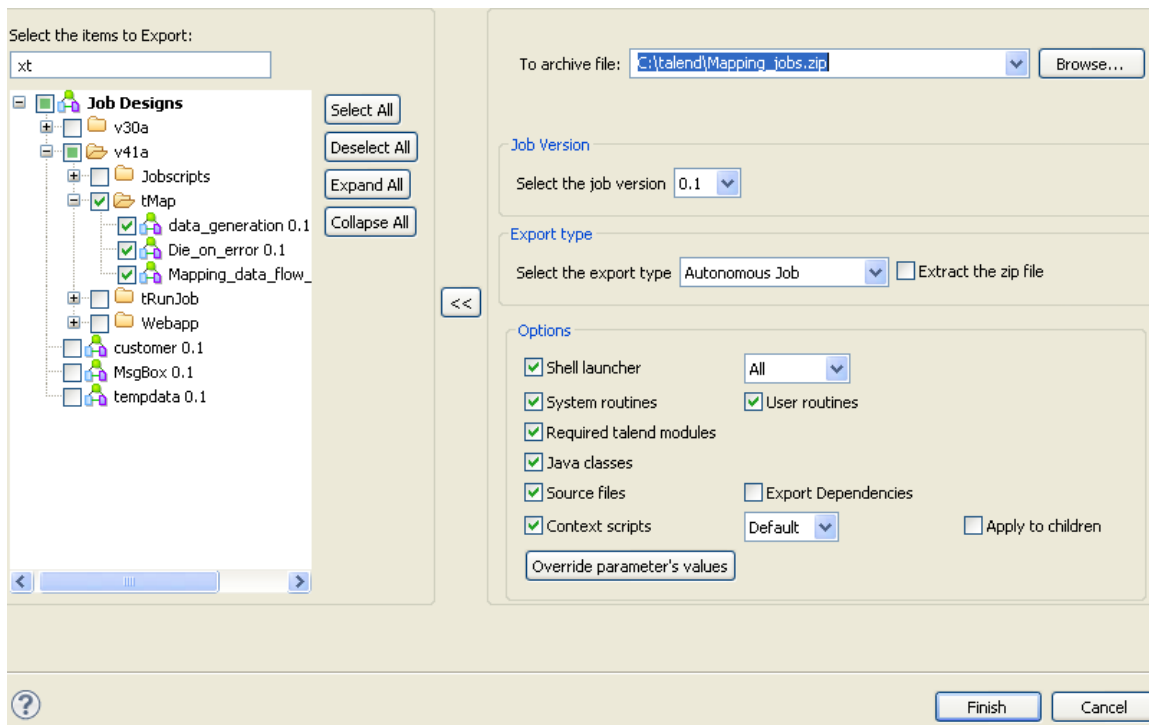 Select the items to Export:
xt
Job Designs
v30a
v41a
Jobscripts
tMap
data_generation 0.1
Die_on_error 0.1
Mapping_data_flow_
tRunJob
Webapp
customer 0.1
MsgBox 0.1
tempdata 0.1
Select All
Deselect All
Expand All
Collapse All
<<
To archive file: C:\talend\Mapping_jobs.zip Browse...
Job Version
Select the job version 0.1
Export type
Select the export type Autonomous Job Extract the zip file
Options
Shell launcher All
System routines User routines
Required talend modules
Java classes
Source files Export Dependencies
Context scripts Default Apply to children
Override parameter's values
?
Finish Cancel